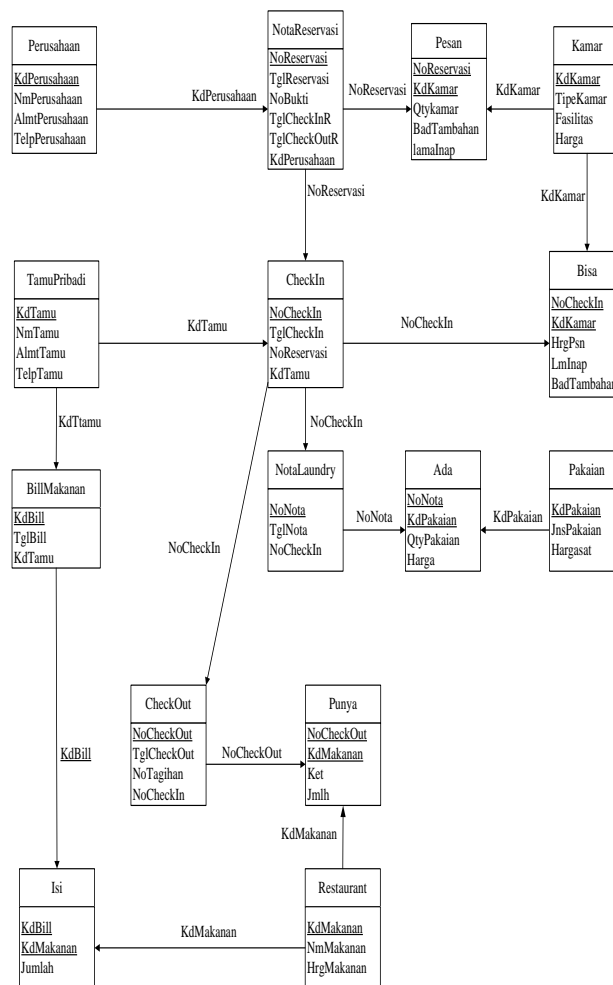 Perusahaan
KdPerusahaan
NmPerusahaan
AlmtPerusahaan
TelpPerusahaan
KdPerusahaan
NotaReservasi
NoReservasi
TglReservasi
NoBukti
TglCheckInR
TglCheckOutR
KdPerusahaan
NoReservasi
Pesan
NoReservasi
KdKamar
Qtykamar
BadTambahan
lamaInap
KdKamar
Kamar
KdKamar
TipeKamar
Fasilitas
Harga
NoReservasi
KdKamar
TamuPribadi
KdTamu
NmTamu
AlmtTamu
TelpTamu
KdTamu
CheckIn
NoCheckIn
TglCheckIn
NoReservasi
KdTamu
NoCheckIn
Bisa
NoCheckIn
KdKamar
HrgPsn
LmInap
BadTambahan
KdTtamu
NoCheckIn
BillMakanan
KdBill
TglBill
KdTamu
NotaLaundry
NoNota
TglNota
NoCheckIn
NoNota
Ada
NoNota
KdPakaian
QtyPakaian
Harga
KdPakaian
Pakaian
KdPakaian
JnsPakaian
Hargasat
NoCheckIn
CheckOut
NoCheckOut
TglCheckOut
NoTagihan
NoCheckIn
NoCheckOut
Punya
NoCheckOut
KdMakanan
Ket
Jmlh
KdBill
KdMakanan
Isi
KdBill
KdMakanan
Jumlah
KdMakanan
Restaurant
KdMakanan
NmMakanan
HrgMakanan